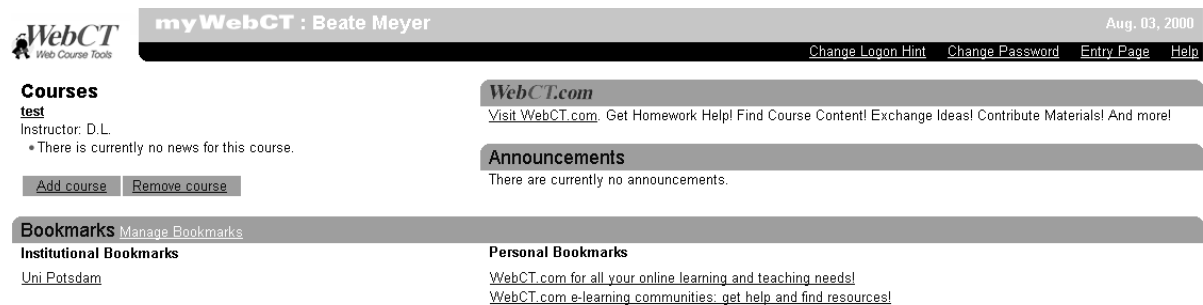 WebCT
Web Course Tools
myWebCT : Beate Meyer
Aug. 03, 2000
Change Logon Hint Change Password Entry Page Help
Courses
test
Instructor: D.L.
• There is currently no news for this course.
Add course Remove course
WebCT.com
Visit WebCT.com. Get Homework Help! Find Course Content! Exchange Ideas! Contribute Materials! And more!
Announcements
There are currently no announcements.
Bookmarks Manage Bookmarks
Institutional Bookmarks
Uni Potsdam
Personal Bookmarks
WebCT.com for all your online learning and teaching needs!
WebCT.com e-learning communities: get help and find resources!